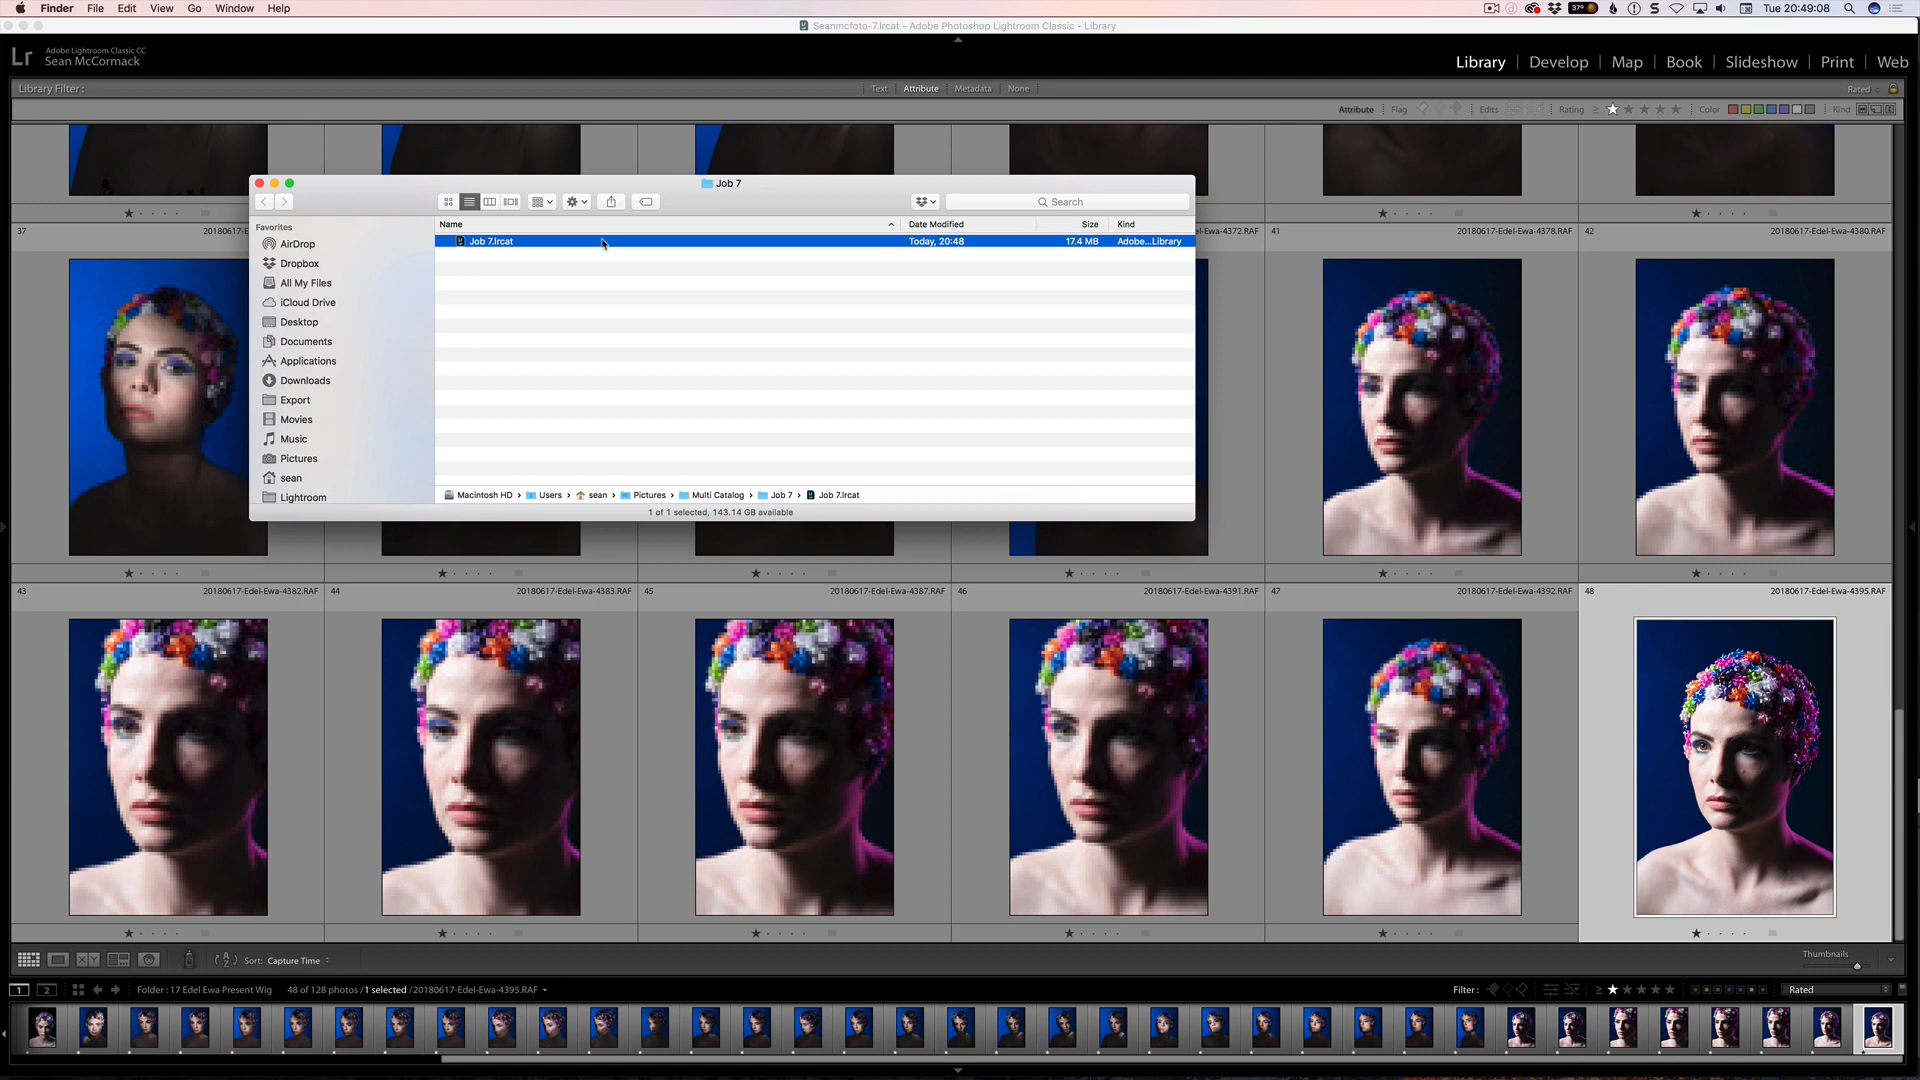 Finder File Edit View Go Window Help
37° Tue 20:49:08
Seanmcfoto-7.lrcat - Adobe Photoshop Lightroom Classic - Library
Lr Adobe Lightroom Classic CC
Sean McCormack
Library | Develop | Map | Book | Slideshow | Print | Web
Library Filter : Text Attribute Metadata None Rated
Attribute Flag Edits Rating ≥ Color Kind
Job 7
Search
Favorites
AirDrop
Dropbox
All My Files
iCloud Drive
Desktop
Documents
Applications
Downloads
Export
Movies
Music
Pictures
sean
Lightroom
Name Date Modified Size Kind
Job 7.lrcat Today, 20:48 17.4 MB Adobe...Library
Macintosh HD › Users › sean › Pictures › Multi Catalog › Job 7 › Job 7.lrcat
1 of 1 selected, 143.14 GB available
37 20180617-E
-Edel-Ewa-4372.RAF
41 20180617-Edel-Ewa-4378.RAF
42 20180617-Edel-Ewa-4380.RAF
43 20180617-Edel-Ewa-4382.RAF
44 20180617-Edel-Ewa-4383.RAF
45 20180617-Edel-Ewa-4387.RAF
46 20180617-Edel-Ewa-4391.RAF
47 20180617-Edel-Ewa-4392.RAF
48 20180617-Edel-Ewa-4395.RAF
Sort: Capture Time
Thumbnails
1 2 Folder : 17 Edel Ewa Present Wig 48 of 128 photos / 1 selected / 20180617-Edel-Ewa-4395.RAF
Filter : ≥ Rated